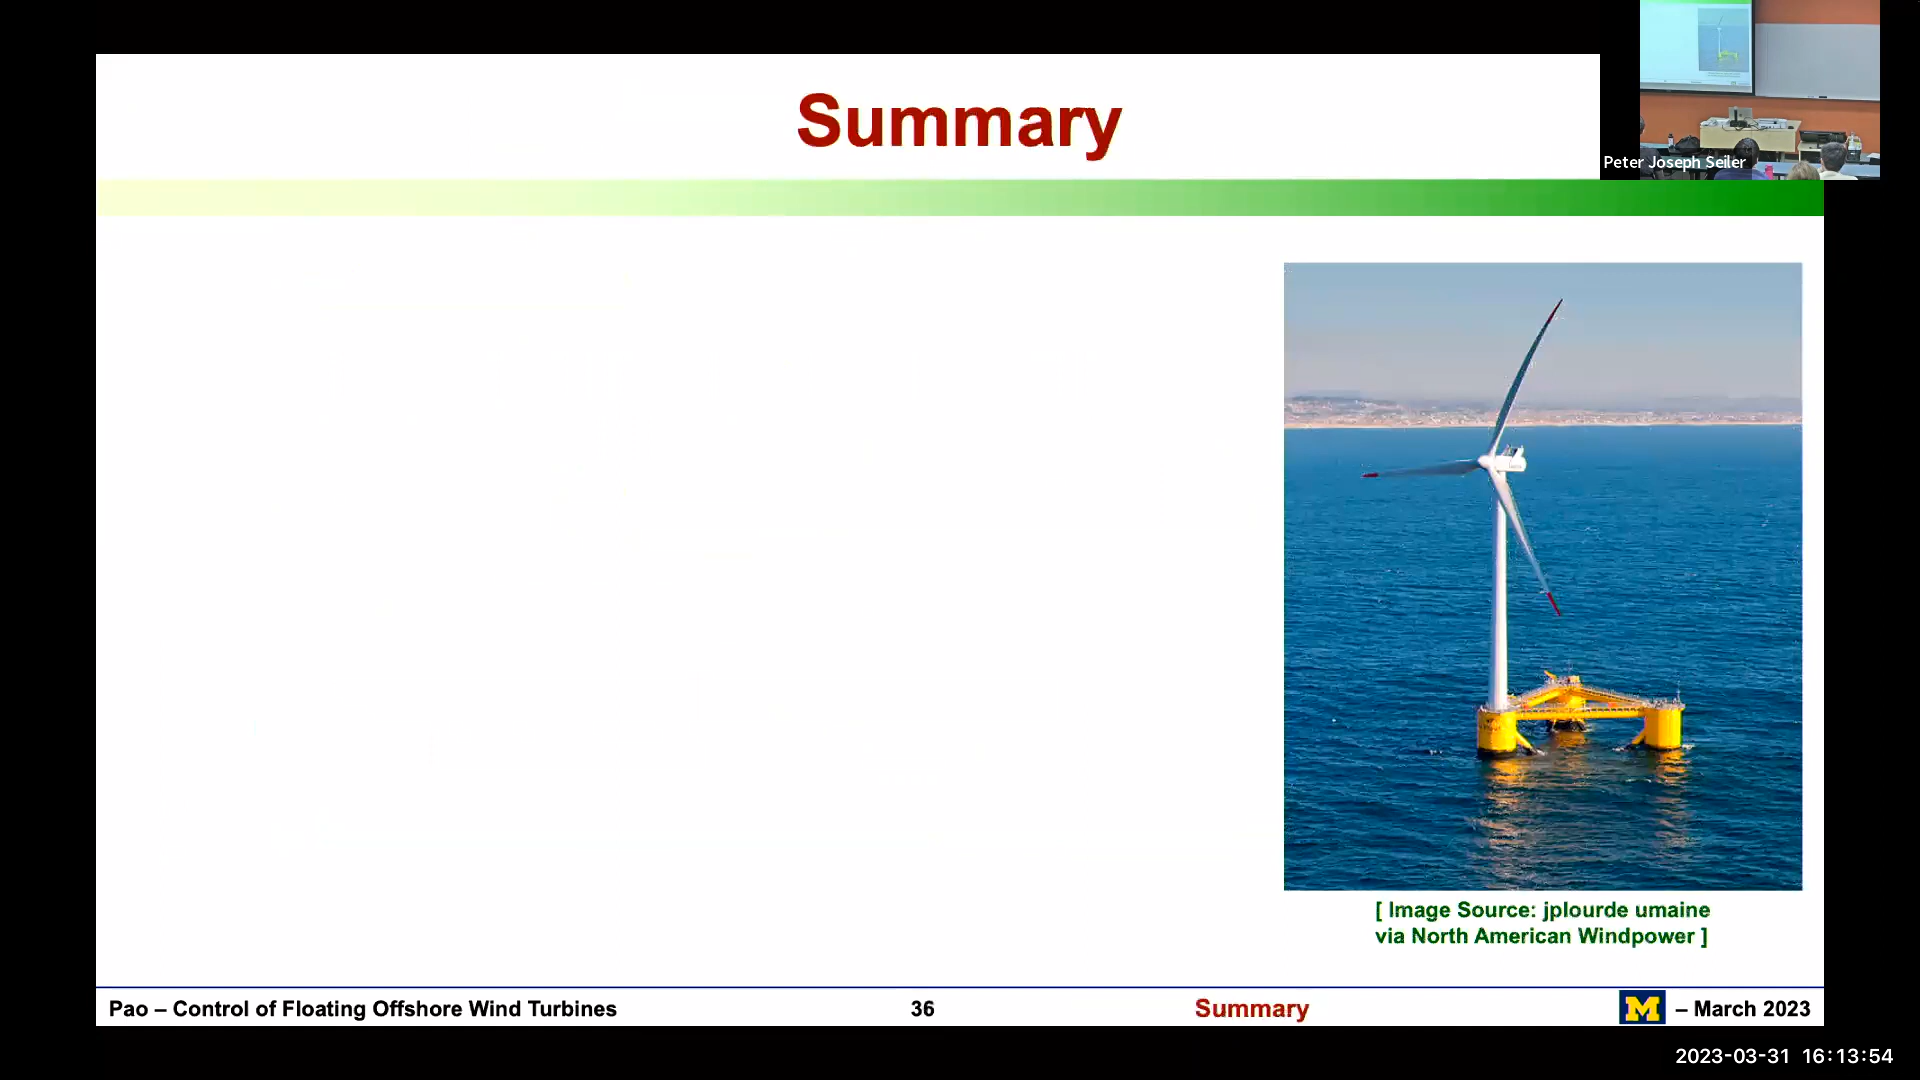 Summary
Peter Joseph Seiler
[ Image Source: jplourde umaine
via North American Windpower ]
Pao – Control of Floating Offshore Wind Turbines
36
Summary
M – March 2023
2023-03-31 16:13:54